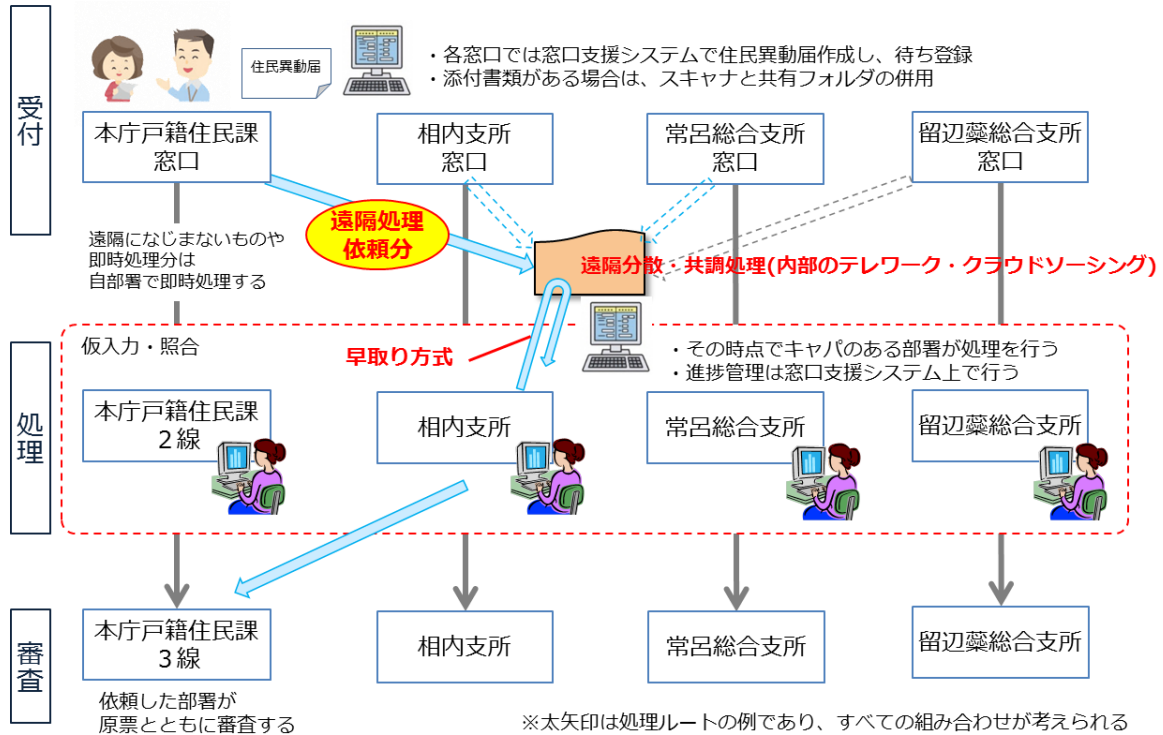 受付
住民異動届
・各窓口では窓口支援システムで住民異動届作成し、待ち登録
・添付書類がある場合は、スキャナと共有フォルダの併用
本庁戸籍住民課
窓口
相内支所
窓口
常呂総合支所
窓口
留辺蘂総合支所
窓口
遠隔処理
依頼分
遠隔になじまないものや
即時処理分は
自部署で即時処理する
遠隔分散・共調処理(内部のテレワーク・クラウドソーシング)
処理
仮入力・照合
早取り方式
・その時点でキャパのある部署が処理を行う
・進捗管理は窓口支援システム上で行う
本庁戸籍住民課
2線
相内支所
常呂総合支所
留辺蘂総合支所
審査
本庁戸籍住民課
3線
相内支所
常呂総合支所
留辺蘂総合支所
依頼した部署が
原票とともに審査する
※太矢印は処理ルートの例であり、すべての組み合わせが考えられる